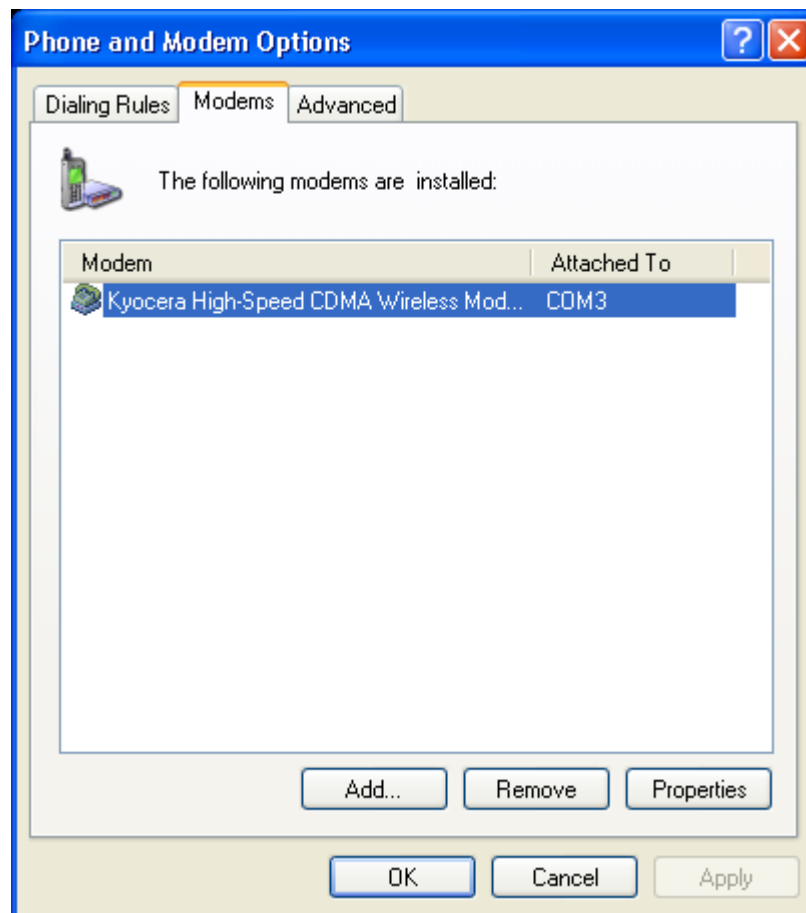 Phone and Modem Options
Dialing Rules Modems Advanced
The following modems are installed:
Modem Attached To
Kyocera High-Speed CDMA Wireless Mod... COM3
Add... Remove Properties
OK Cancel Apply